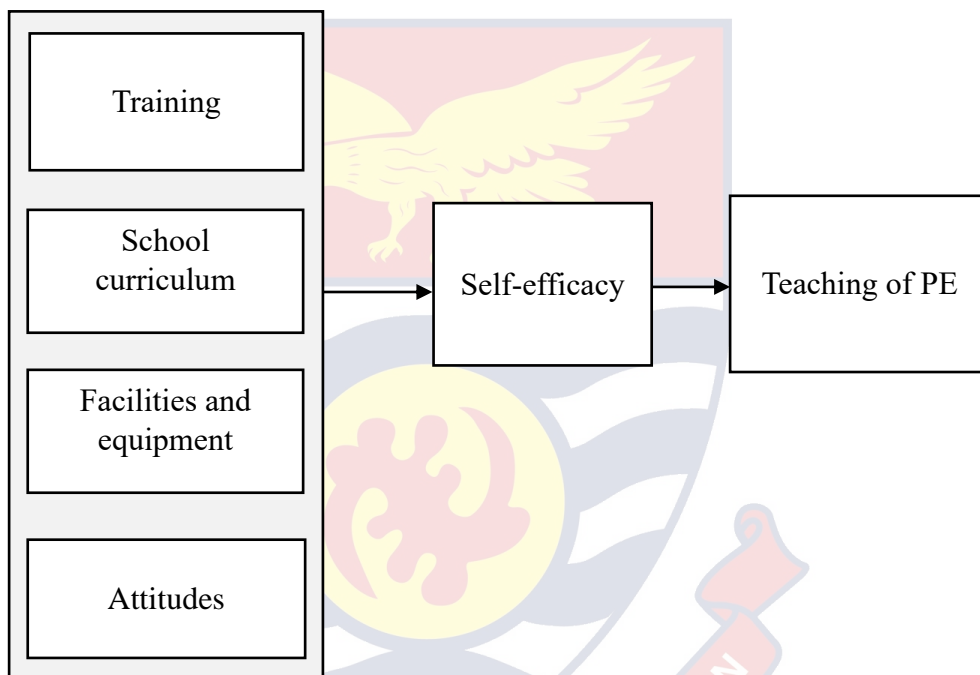 Training
School
curriculum
Self-efficacy
Teaching of PE
Facilities and
equipment
Attitudes
N